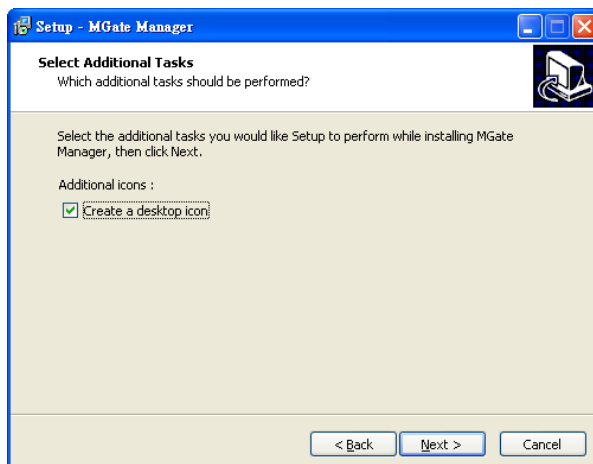 Setup - MGate Manager
Select Additional Tasks
Which additional tasks should be performed?
Select the additional tasks you would like Setup to perform while installing MGate
Manager, then click Next.
Additional icons :
Create a desktop icon
< Back Next > Cancel